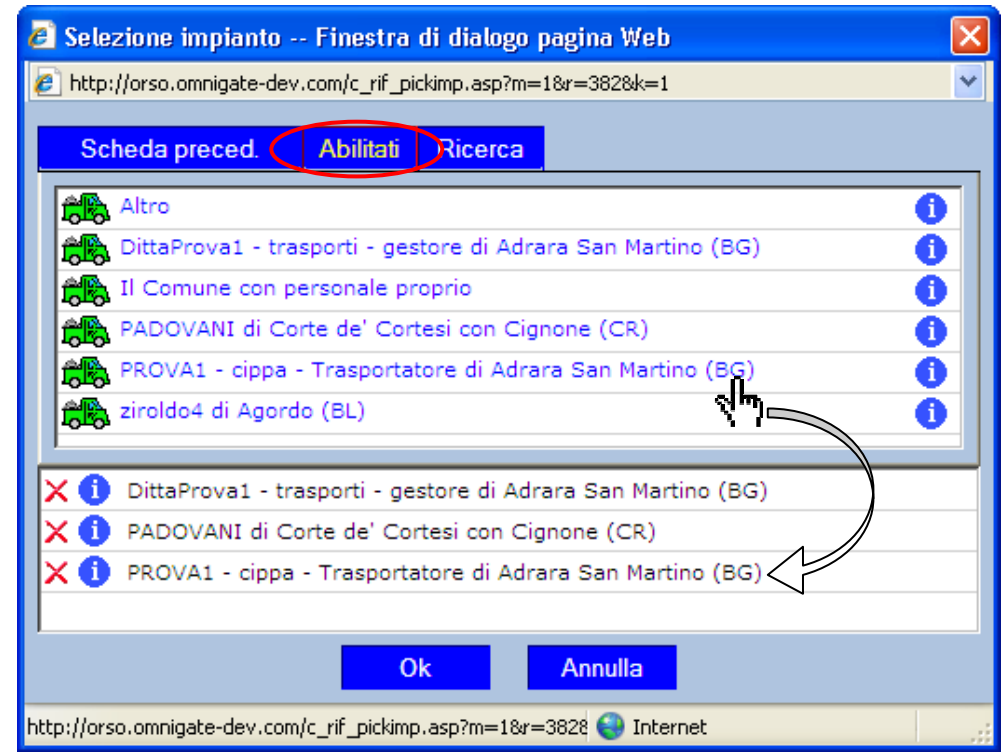 Selezione impianto -- Finestra di dialogo pagina Web
http://orso.omnigate-dev.com/c_rif_pickimp.asp?m=1&r=382&k=1
Scheda preced. Abilitati Ricerca
Altro
DittaProva1 - trasporti - gestore di Adrara San Martino (BG)
Il Comune con personale proprio
PADOVANI di Corte de' Cortesi con Cignone (CR)
PROVA1 - cippa - Trasportatore di Adrara San Martino (BG)
ziroldo4 di Agordo (BL)
DittaProva1 - trasporti - gestore di Adrara San Martino (BG)
PADOVANI di Corte de' Cortesi con Cignone (CR)
PROVA1 - cippa - Trasportatore di Adrara San Martino (BG)
Ok Annulla
http://orso.omnigate-dev.com/c_rif_pickimp.asp?m=1&r=3828 Internet